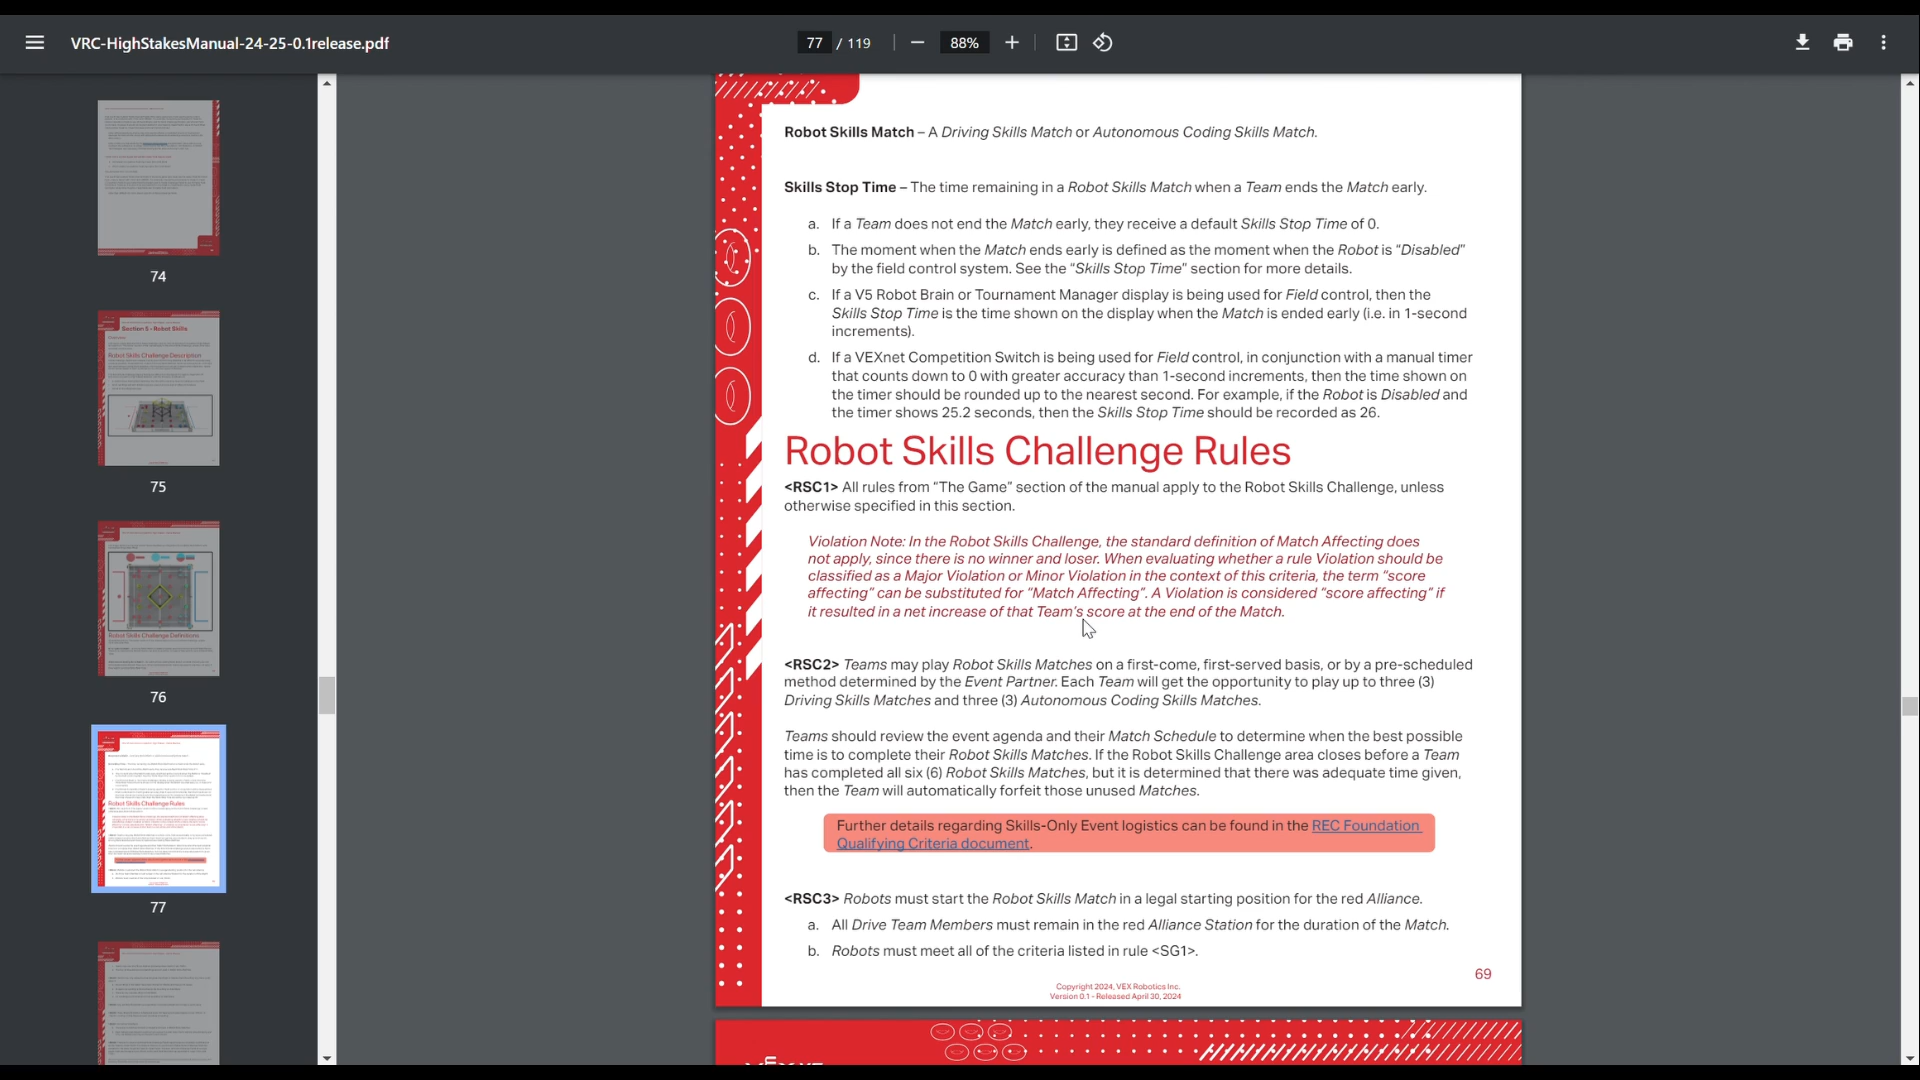 VRC-HighStakesManual-24-25-0.1release.pdf
77 / 119
88%
74
75
76
77
Section 5 - Robot Skills
Robot Skills Challenge Description
Robot Skills Challenge Definitions
Robot Skills Challenge Rules
Robot Skills Match – A Driving Skills Match or Autonomous Coding Skills Match.
Skills Stop Time – The time remaining in a Robot Skills Match when a Team ends the Match early.
a. If a Team does not end the Match early, they receive a default Skills Stop Time of 0.
b. The moment when the Match ends early is defined as the moment when the Robot is “Disabled”
by the field control system. See the “Skills Stop Time” section for more details.
c. If a V5 Robot Brain or Tournament Manager display is being used for Field control, then the
Skills Stop Time is the time shown on the display when the Match is ended early (i.e. in 1-second
increments).
d. If a VEXnet Competition Switch is being used for Field control, in conjunction with a manual timer
that counts down to 0 with greater accuracy than 1-second increments, then the time shown on
the timer should be rounded up to the nearest second. For example, if the Robot is Disabled and
the timer shows 25.2 seconds, then the Skills Stop Time should be recorded as 26.
Robot Skills Challenge Rules
<RSC1> All rules from “The Game” section of the manual apply to the Robot Skills Challenge, unless
otherwise specified in this section.
Violation Note: In the Robot Skills Challenge, the standard definition of Match Affecting does
not apply, since there is no winner and loser. When evaluating whether a rule Violation should be
classified as a Major Violation or Minor Violation in the context of this criteria, the term “score
affecting” can be substituted for “Match Affecting”. A Violation is considered “score affecting” if
it resulted in a net increase of that Team’s score at the end of the Match.
<RSC2> Teams may play Robot Skills Matches on a first-come, first-served basis, or by a pre-scheduled
method determined by the Event Partner. Each Team will get the opportunity to play up to three (3)
Driving Skills Matches and three (3) Autonomous Coding Skills Matches.
Teams should review the event agenda and their Match Schedule to determine when the best possible
time is to complete their Robot Skills Matches. If the Robot Skills Challenge area closes before a Team
has completed all six (6) Robot Skills Matches, but it is determined that there was adequate time given,
then the Team will automatically forfeit those unused Matches.
Further details regarding Skills-Only Event logistics can be found in the REC Foundation
Qualifying Criteria document.
<RSC3> Robots must start the Robot Skills Match in a legal starting position for the red Alliance.
a. All Drive Team Members must remain in the red Alliance Station for the duration of the Match.
b. Robots must meet all of the criteria listed in rule <SG1>.
69
Copyright 2024, VEX Robotics Inc.
Version 0.1 - Released April 30, 2024